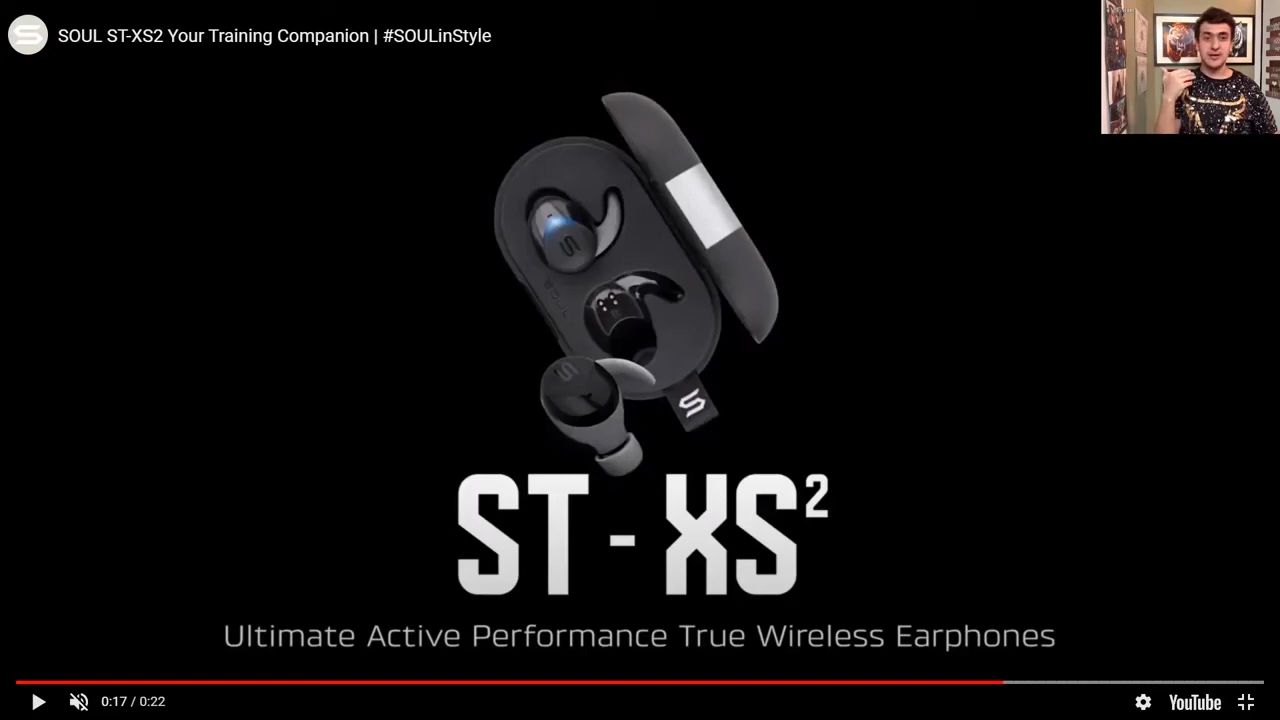 SOUL ST-XS2 Your Training Companion | #SOULinStyle
ST-XS²
Ultimate Active Performance True Wireless Earphones
0:17 / 0:22
YouTube